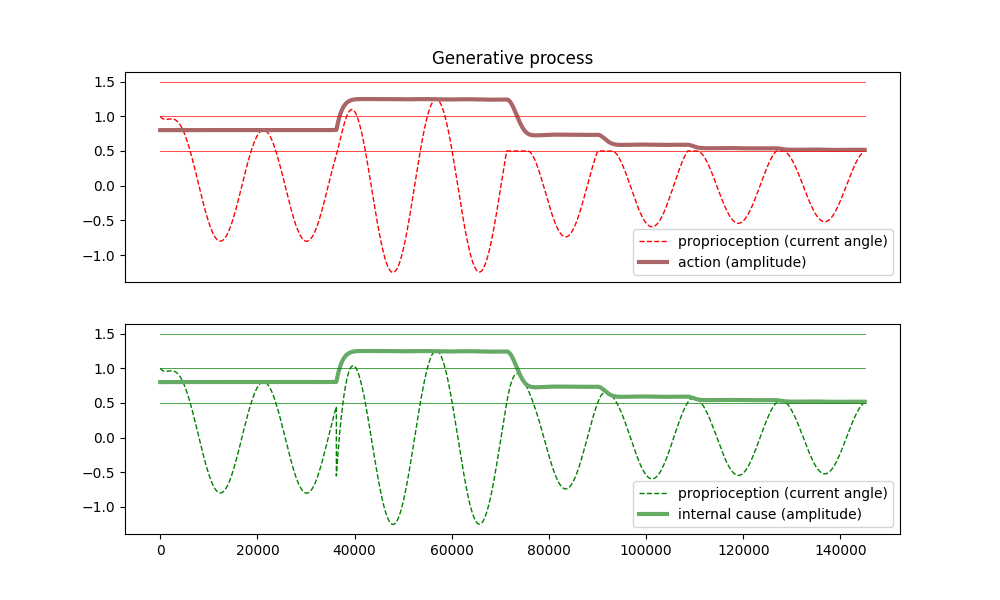 Generative process
1.5
1.0
0.5
0.0
−0.5
−1.0
proprioception (current angle)
action (amplitude)
1.5
1.0
0.5
0.0
−0.5
−1.0
proprioception (current angle)
internal cause (amplitude)
0 20000 40000 60000 80000 100000 120000 140000